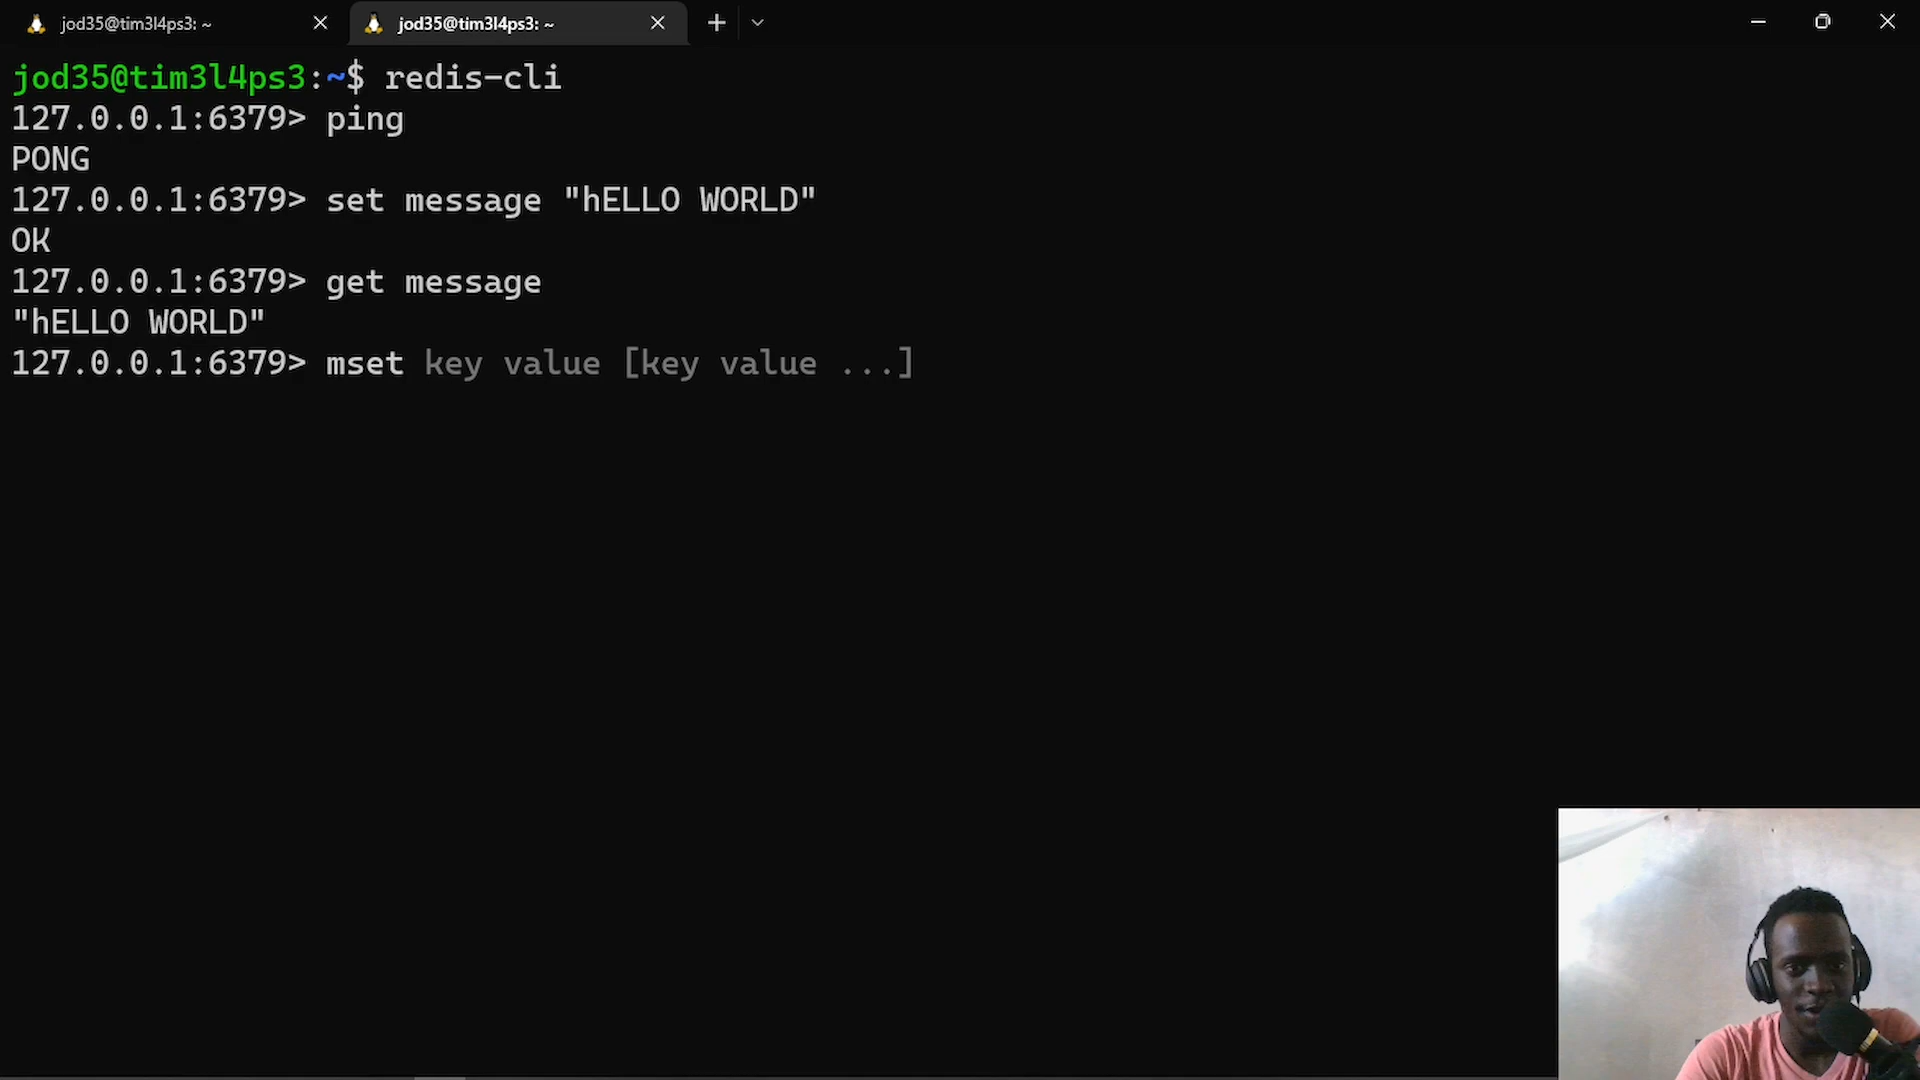 jod35@tim3l4ps3: ~
jod35@tim3l4ps3: ~
jod35@tim3l4ps3:~$ redis-cli
127.0.0.1:6379> ping
PONG
127.0.0.1:6379> set message "hELLO WORLD"
OK
127.0.0.1:6379> get message
"hELLO WORLD"
127.0.0.1:6379> mset key value [key value ...]